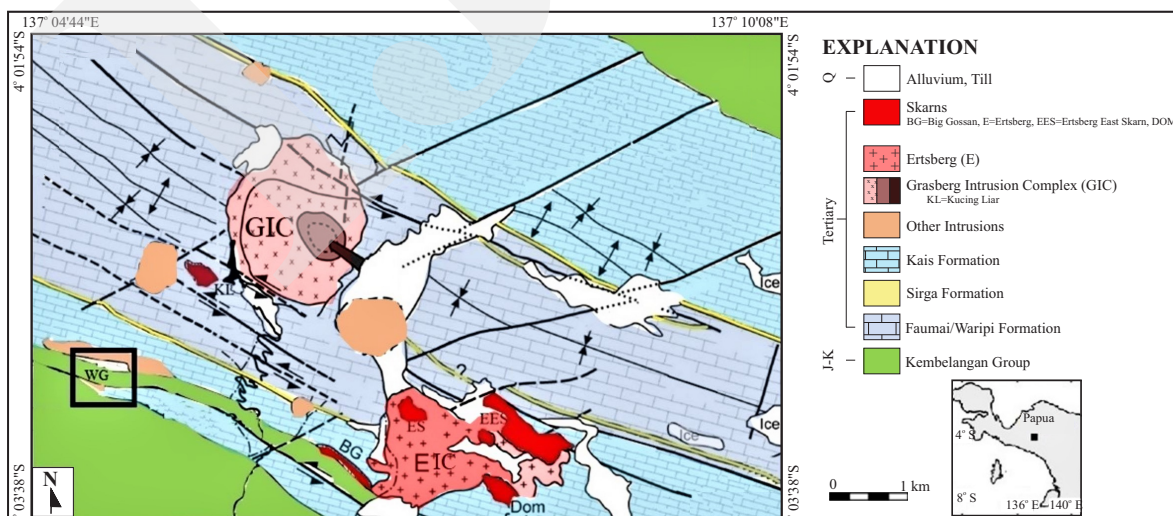 137° 04'44"E
137° 10'08"E
4° 01'54"S
4° 01'54"S
GIC
KL
WG
?
ES
EES
EIC
BG
Dom
Ice
Ice
Ice
N
4° 03'38"S
4° 03'38"S
EXPLANATION
Q
Alluvium, Till
Skarns
BG=Big Gossan, E=Ertsberg, EES=Ertsberg East Skarn, DOM
Tertiary
Ertsberg (E)
Grasberg Intrusion Complex (GIC)
KL=Kucing Liar
Other Intrusions
Kais Formation
Sirga Formation
Faumai/Waripi Formation
J-K
Kembelangan Group
0 1 km
Papua
4° S
8° S
136° E
140° E